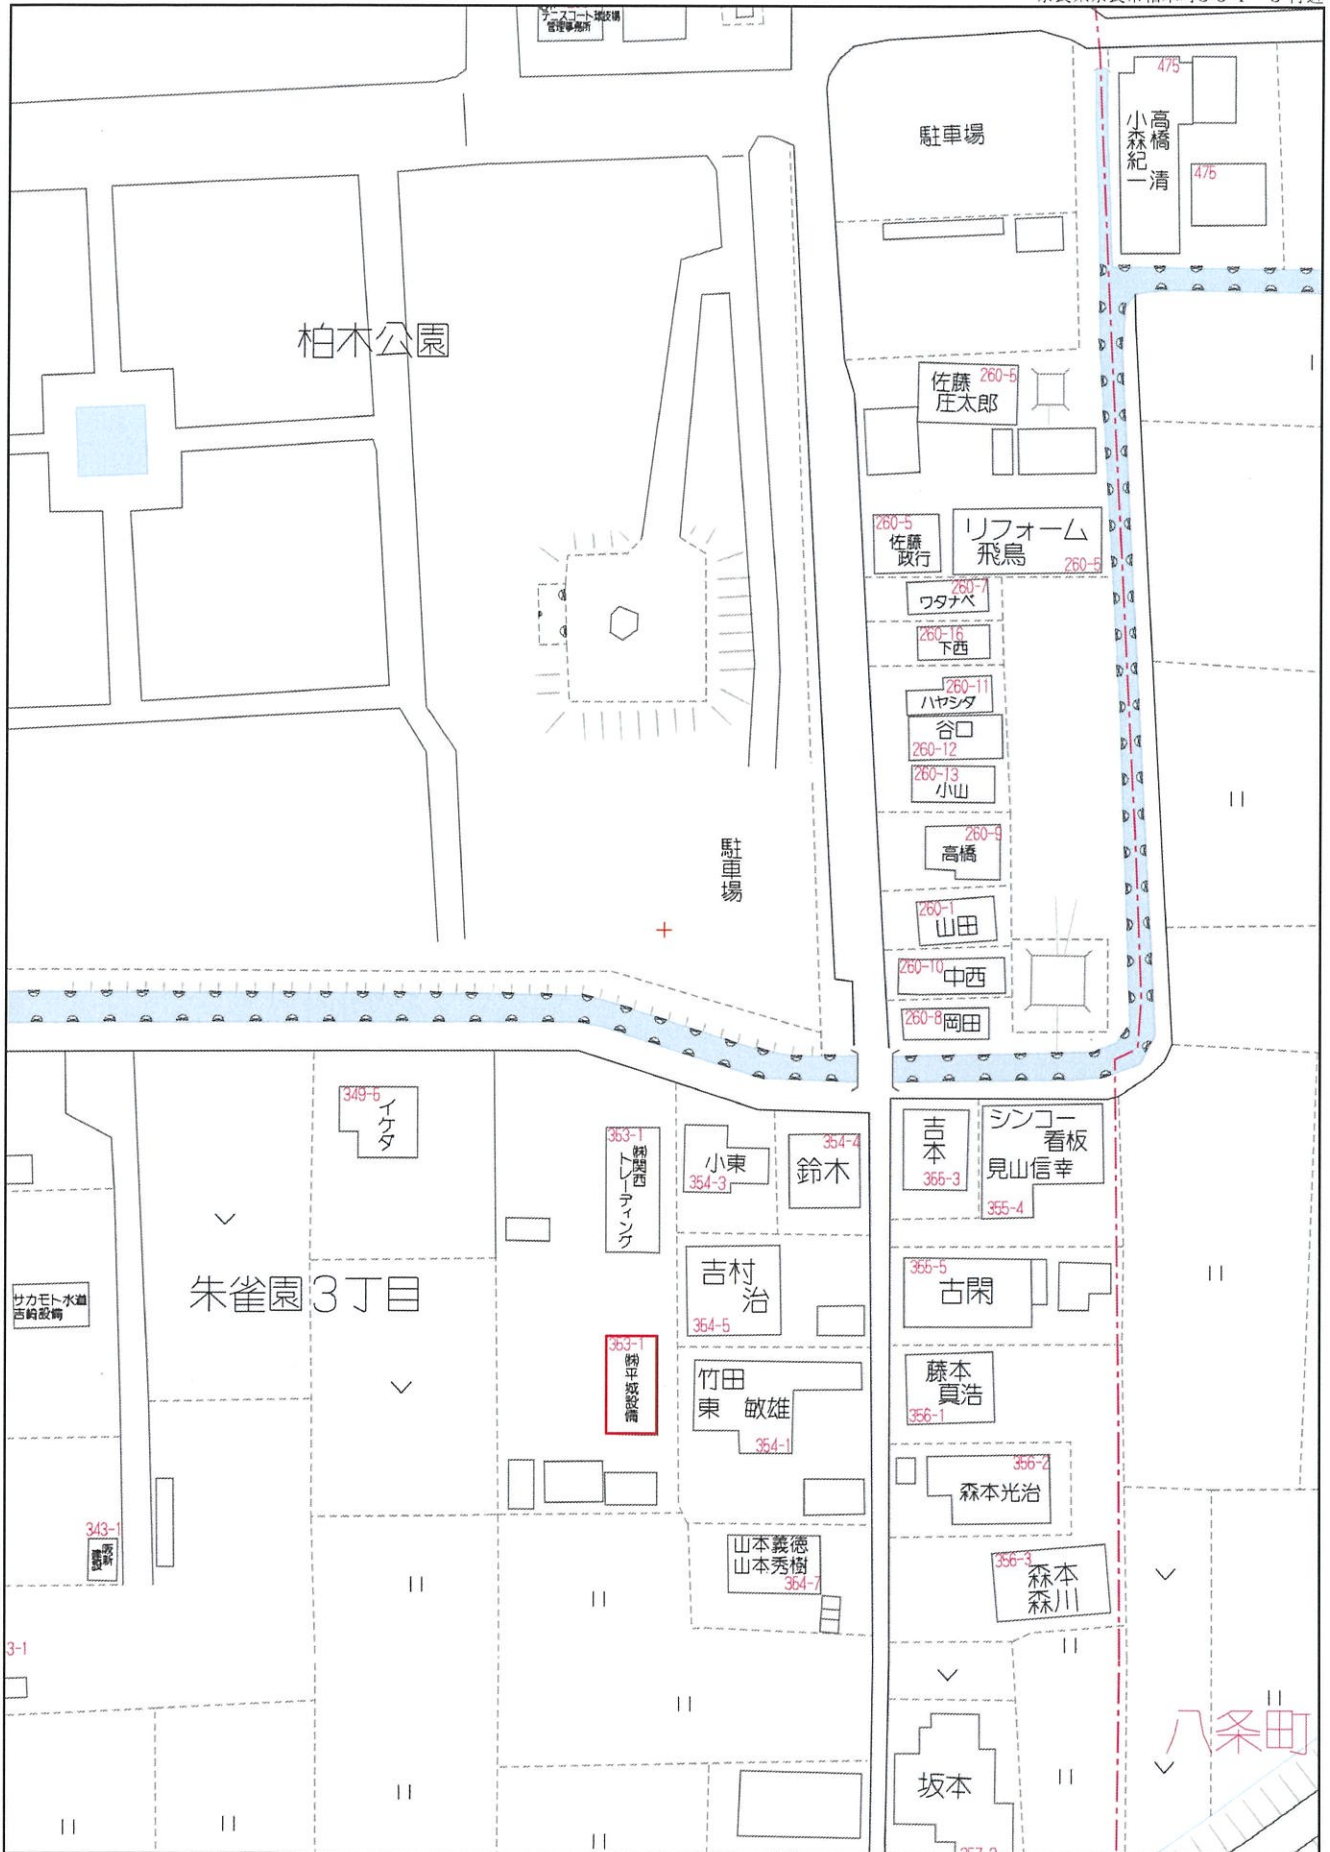 テニスコート・球技場
管理事務所
475
高橋 清
小森紀一
475
駐車場
柏木公園
260-5
佐藤
庄太郎
260-5
佐藤
政行
リフォーム
飛鳥
260-5
260-7
ワタナベ
260-16
下西
260-11
ハヤシダ
谷口
260-12
260-13
小山
260-9
高橋
駐車場
260-1
山田
260-10
中西
260-8
岡田
349-5
イケダ
353-1
㈱関西
トレーディング
小東
354-3
354-4
鈴木
吉本
355-3
シンコー
看板
見山信幸
355-4
朱雀園3丁目
サカモト水道
吉崎設備
吉村
治
354-5
355-5
古閑
353-1
㈱平城設備
竹田
東 敏雄
354-1
藤本
真浩
356-1
356-2
森本光治
343-1
阪新
建設
山本義徳
山本秀樹
354-7
356-3
森本
森川
3-1
八条町
坂本